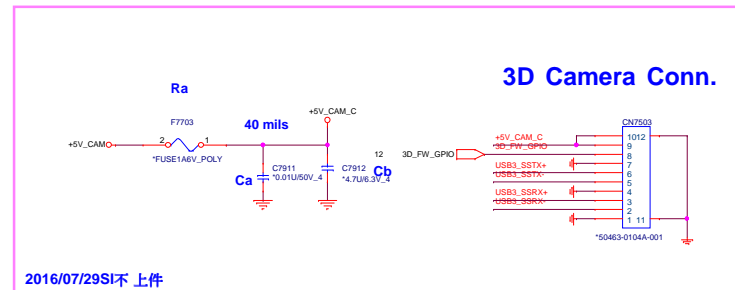 3D Camera Conn.
Ra
F7703
+5V_CAM
2
1
*FUSE1A6V_POLY
40 mils
+5V_CAM_C
Ca
C7911
*0.01U/50V_4
C7912
*4.7U/6.3V_4
Cb
12
3D_FW_GPIO
CN7503
+5V_CAM_C
3D_FW_GPIO
USB3_SSTX+
USB3_SSTX-
USB3_SSRX+
USB3_SSRX-
1012
9
8
7
6
5
4
3
2
1 11
*50463-0104A-001
2016/07/29SI不 上件